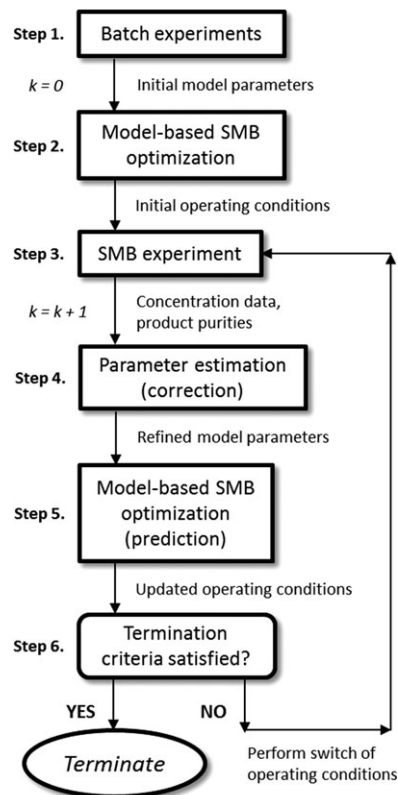 Step 1.
Batch experiments
k = 0
Initial model parameters
Step 2.
Model-based SMB
optimization
Initial operating conditions
Step 3.
SMB experiment
k = k + 1
Concentration data,
product purities
Step 4.
Parameter estimation
(correction)
Refined model parameters
Step 5.
Model-based SMB
optimization
(prediction)
Updated operating conditions
Step 6.
Termination
criteria satisfied?
YES
NO
Terminate
Perform switch of
operating conditions